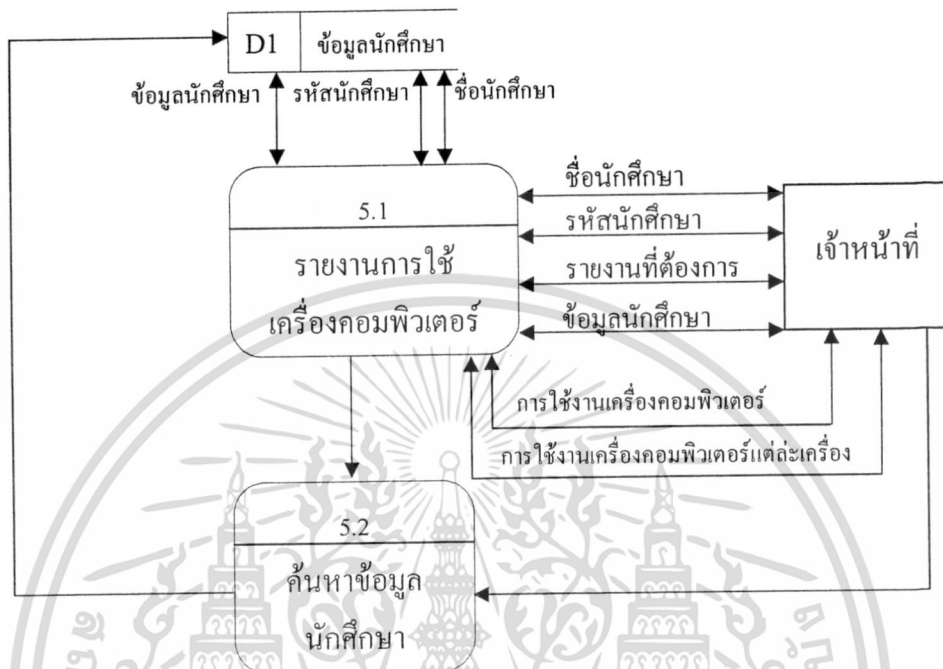 D1 ข้อมูลนักศึกษา
ข้อมูลนักศึกษา รหัสนักศึกษา ชื่อนักศึกษา
5.1
รายงานการใช้
เครื่องคอมพิวเตอร์
ชื่อนักศึกษา
รหัสนักศึกษา
รายงานที่ต้องการ
ข้อมูลนักศึกษา
เจ้าหน้าที่
การใช้งานเครื่องคอมพิวเตอร์
การใช้งานเครื่องคอมพิวเตอร์แต่ล่ะเครื่อง
5.2
ค้นหาข้อมูล
นักศึกษา